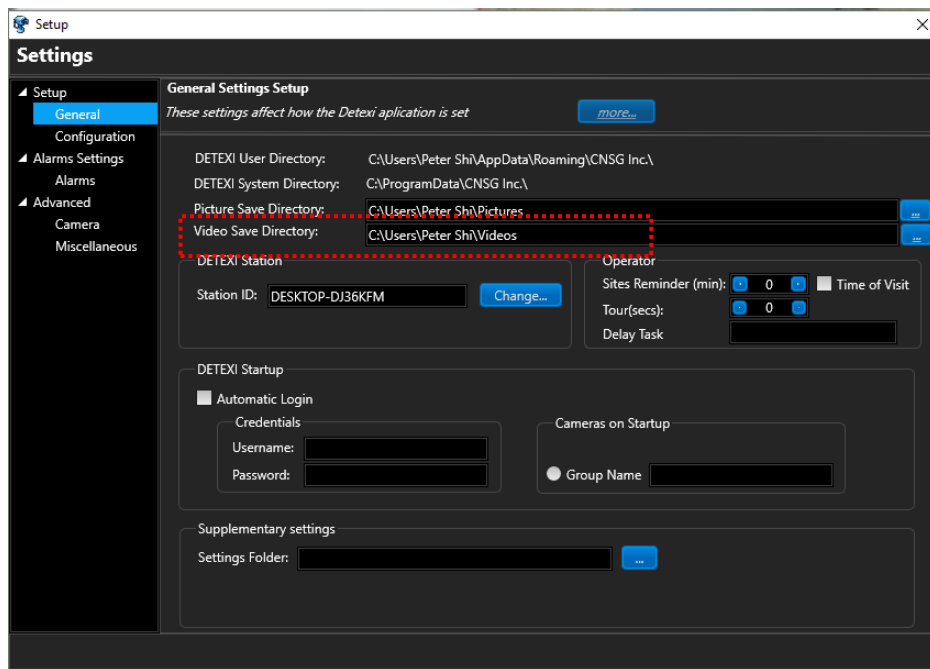 Setup
Settings
Setup
General
Configuration
Alarms Settings
Alarms
Advanced
Camera
Miscellaneous
General Settings Setup
These settings affect how the Detexi aplication is set
more...
DETEXI User Directory: C:\Users\Peter Shi\AppData\Roaming\CNSG Inc.\
DETEXI System Directory: C:\ProgramData\CNSG Inc.\
Picture Save Directory: C:\Users\Peter Shi\Pictures ...
Video Save Directory: C:\Users\Peter Shi\Videos ...
DETEXI Station
Station ID: DESKTOP-DJ36KFM Change...
Operator
Sites Reminder (min): 0 Time of Visit
Tour(secs): 0
Delay Task
DETEXI Startup
Automatic Login
Credentials
Username:
Password:
Cameras on Startup
Group Name
Supplementary settings
Settings Folder: ...